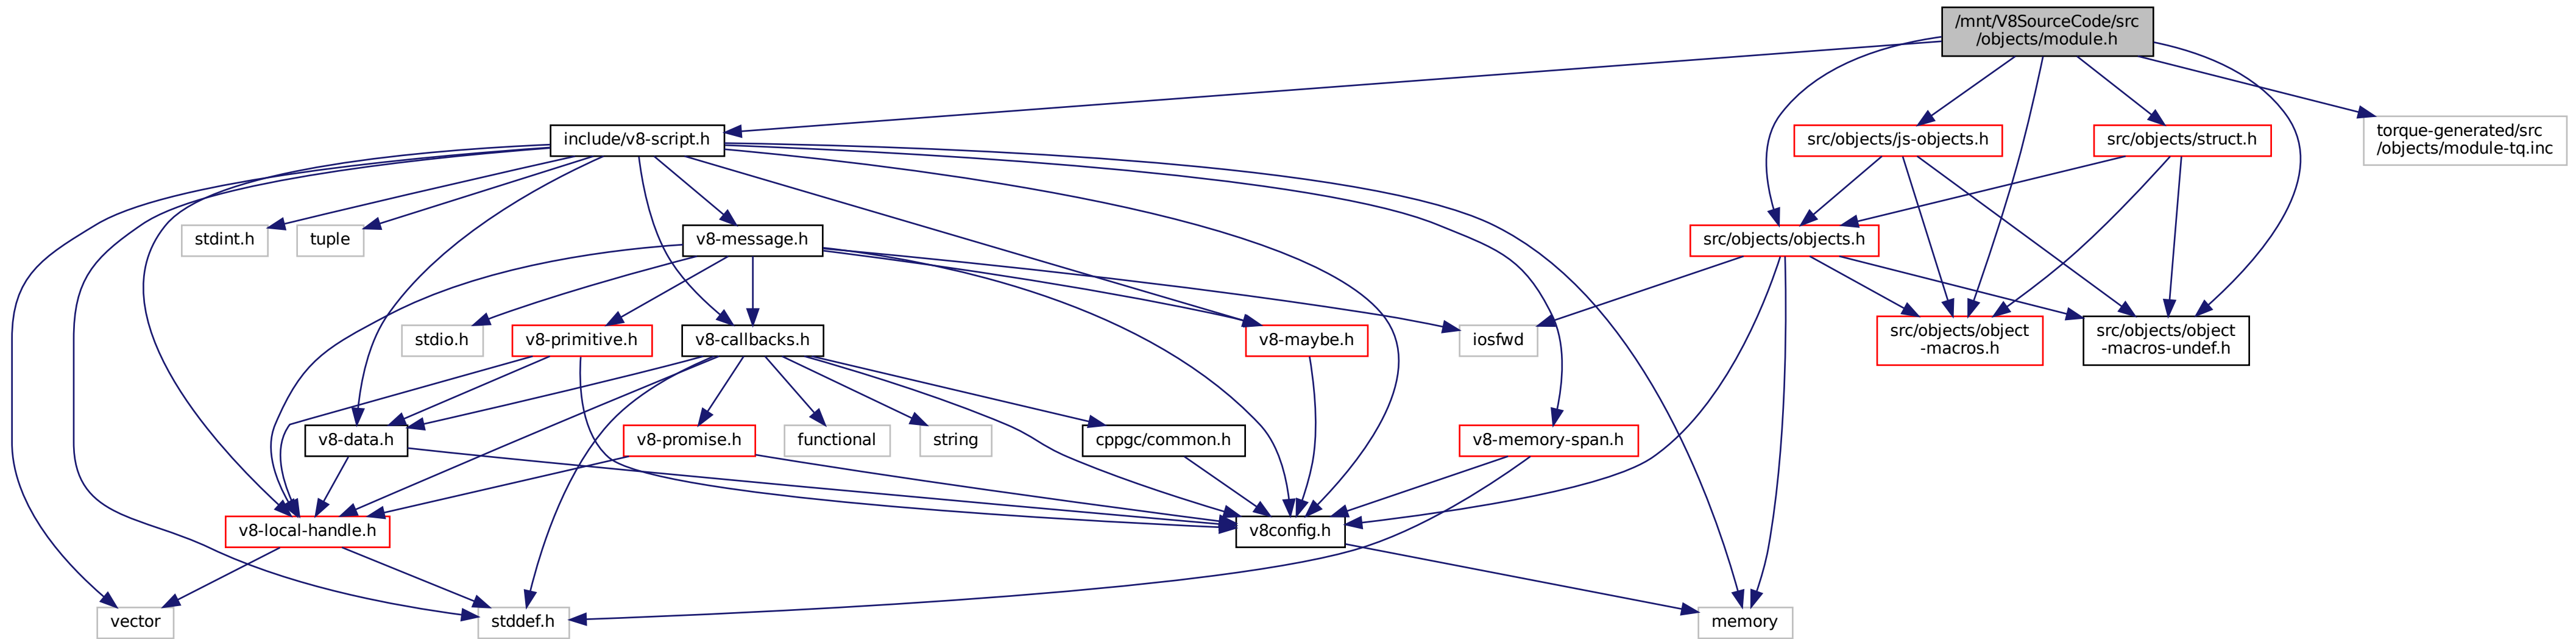 /mnt/V8SourceCode/src
/objects/module.h
include/v8-script.h
src/objects/js-objects.h
src/objects/struct.h
torque-generated/src
/objects/module-tq.inc
stdint.h
tuple
v8-message.h
src/objects/objects.h
stdio.h
v8-primitive.h
v8-callbacks.h
v8-maybe.h
iosfwd
src/objects/object
-macros.h
src/objects/object
-macros-undef.h
v8-data.h
v8-promise.h
functional
string
cppgc/common.h
v8-memory-span.h
v8-local-handle.h
v8config.h
vector
stddef.h
memory